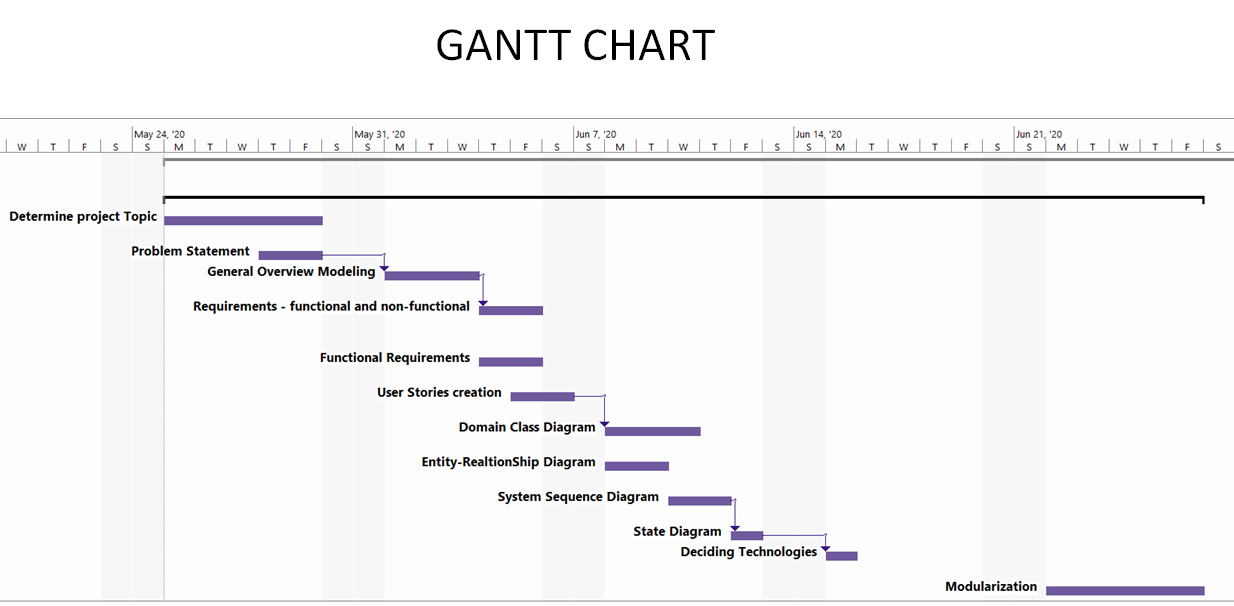 GANTT CHART
May 24, '20 May 31, '20 Jun 7, '20 Jun 14, '20 Jun 21, '20
W T F S S M T W T F S S M T W T F S S M T W T F S S M T W T F S S M T W T F S
Determine project Topic
Problem Statement
General Overview Modeling
Requirements - functional and non-functional
Functional Requirements
User Stories creation
Domain Class Diagram
Entity-RealtionShip Diagram
System Sequence Diagram
State Diagram
Deciding Technologies
Modularization